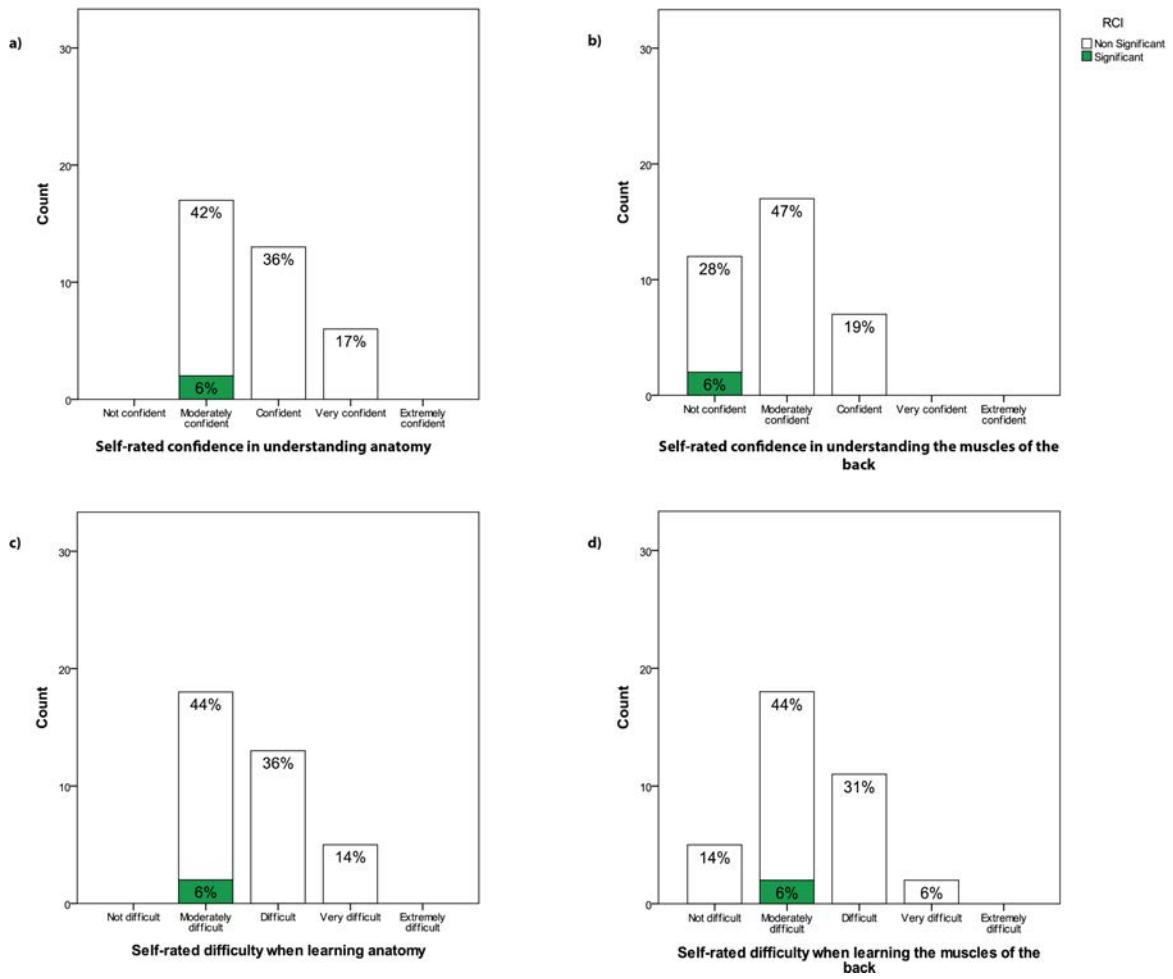 a)
30
20
10
0
Count
42%
6%
36%
17%
Not confident
Moderately
confident
Confident
Very confident
Extremely
confident
Self-rated confidence in understanding anatomy
b)
30
20
10
0
Count
28%
6%
47%
19%
Not confident
Moderately
confident
Confident
Very confident
Extremely
confident
Self-rated confidence in understanding the muscles of the
back
RCI
Non Significant
Significant
c)
30
20
10
0
Count
44%
6%
36%
14%
Not difficult
Moderately
difficult
Difficult
Very difficult
Extremely
difficult
Self-rated difficulty when learning anatomy
d)
30
20
10
0
Count
14%
44%
6%
31%
6%
Not difficult
Moderately
difficult
Difficult
Very difficult
Extremely
difficult
Self-rated difficulty when learning the muscles of the
back